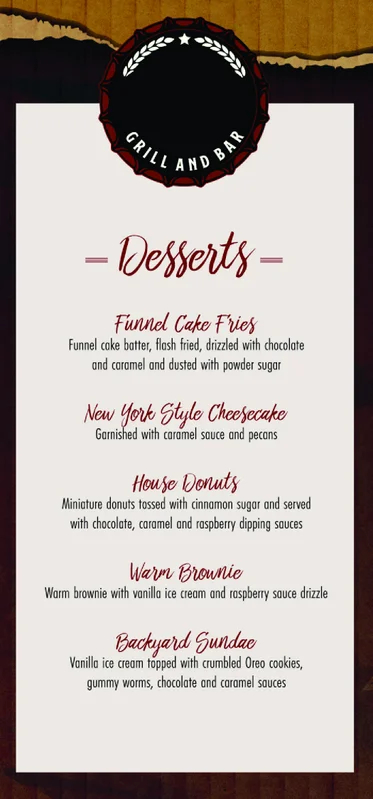 GRILL AND BAR
Desserts
Funnel Cake Fries
Funnel cake batter, flash fried, drizzled with chocolate
and caramel and dusted with powder sugar
New York Style Cheesecake
Garnished with caramel sauce and pecans
House Donuts
Miniature donuts tossed with cinnamon sugar and served
with chocolate, caramel and raspberry dipping sauces
Warm Brownie
Warm brownie with vanilla ice cream and raspberry sauce drizzle
Backyard Sundae
Vanilla ice cream topped with crumbled Oreo cookies,
gummy worms, chocolate and caramel sauces